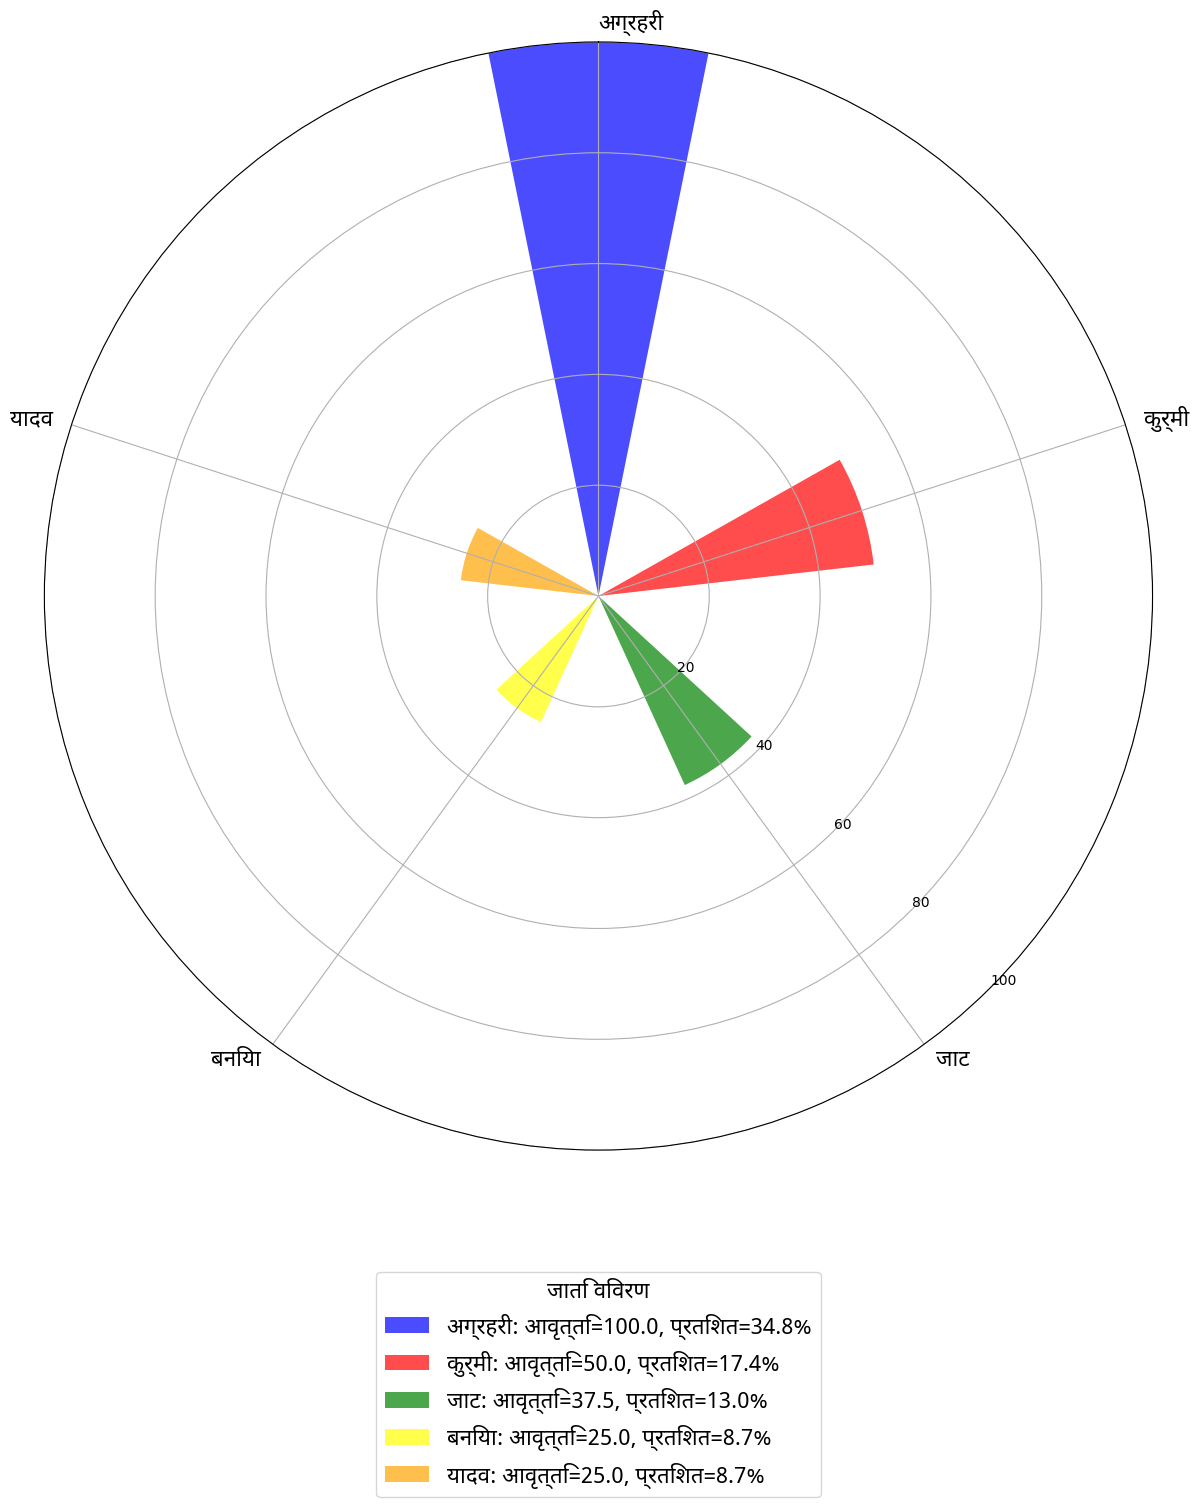 अग्रहरी
यादव
कुर्मी
20
40
60
80
100
बनिया
जाट
जाति विवरण
अग्रहरी: आवृत्ति=100.0, प्रतिशत=34.8%
कुर्मी: आवृत्ति=50.0, प्रतिशत=17.4%
जाट: आवृत्ति=37.5, प्रतिशत=13.0%
बनिया: आवृत्ति=25.0, प्रतिशत=8.7%
यादव: आवृत्ति=25.0, प्रतिशत=8.7%